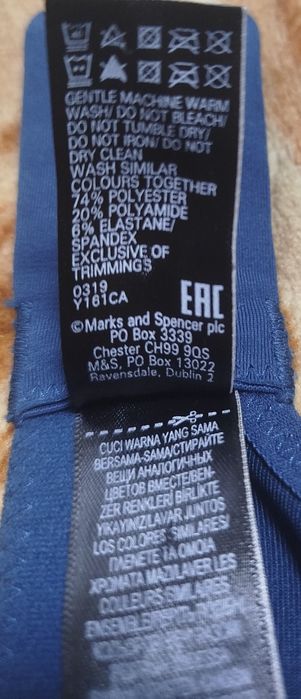 GENTLE MACHINE WARM
WASH/ DO NOT BLEACH/
DO NOT TUMBLE DRY/
DO NOT IRON/ DO NOT
DRY CLEAN
WASH SIMILAR
COLOURS TOGETHER
74% POLYESTER
20% POLYAMIDE
6% ELASTANE/
SPANDEX
EXCLUSIVE OF
TRIMMINGS
0319
Y161CA
EAC
©Marks and Spencer plc
PO Box 3339
Chester CH99 9QS
M&S, PO Box 13022
Ravensdale, Dublin 2
CUCI WARNA YANG SAMA
BERSAMA-SAMA/СТИРАЙТЕ
ВЕЩИ АНАЛОГИЧНЫХ
ЦВЕТОВ ВМЕСТЕ/BEN-
ZER RENKLERİ BİRLİKTE
YIKAYINIZ/LAVAR JUNTOS
LOS COLORES SIMILARES/
ΠΛΕΝΕΤΕ ΤΑ ΟΜΟΙΑ
ΧΡΩΜΑΤΑ ΜΑΖΙ/LAVER LES
COULEURS SIMILAIRES
ENSEMBLE